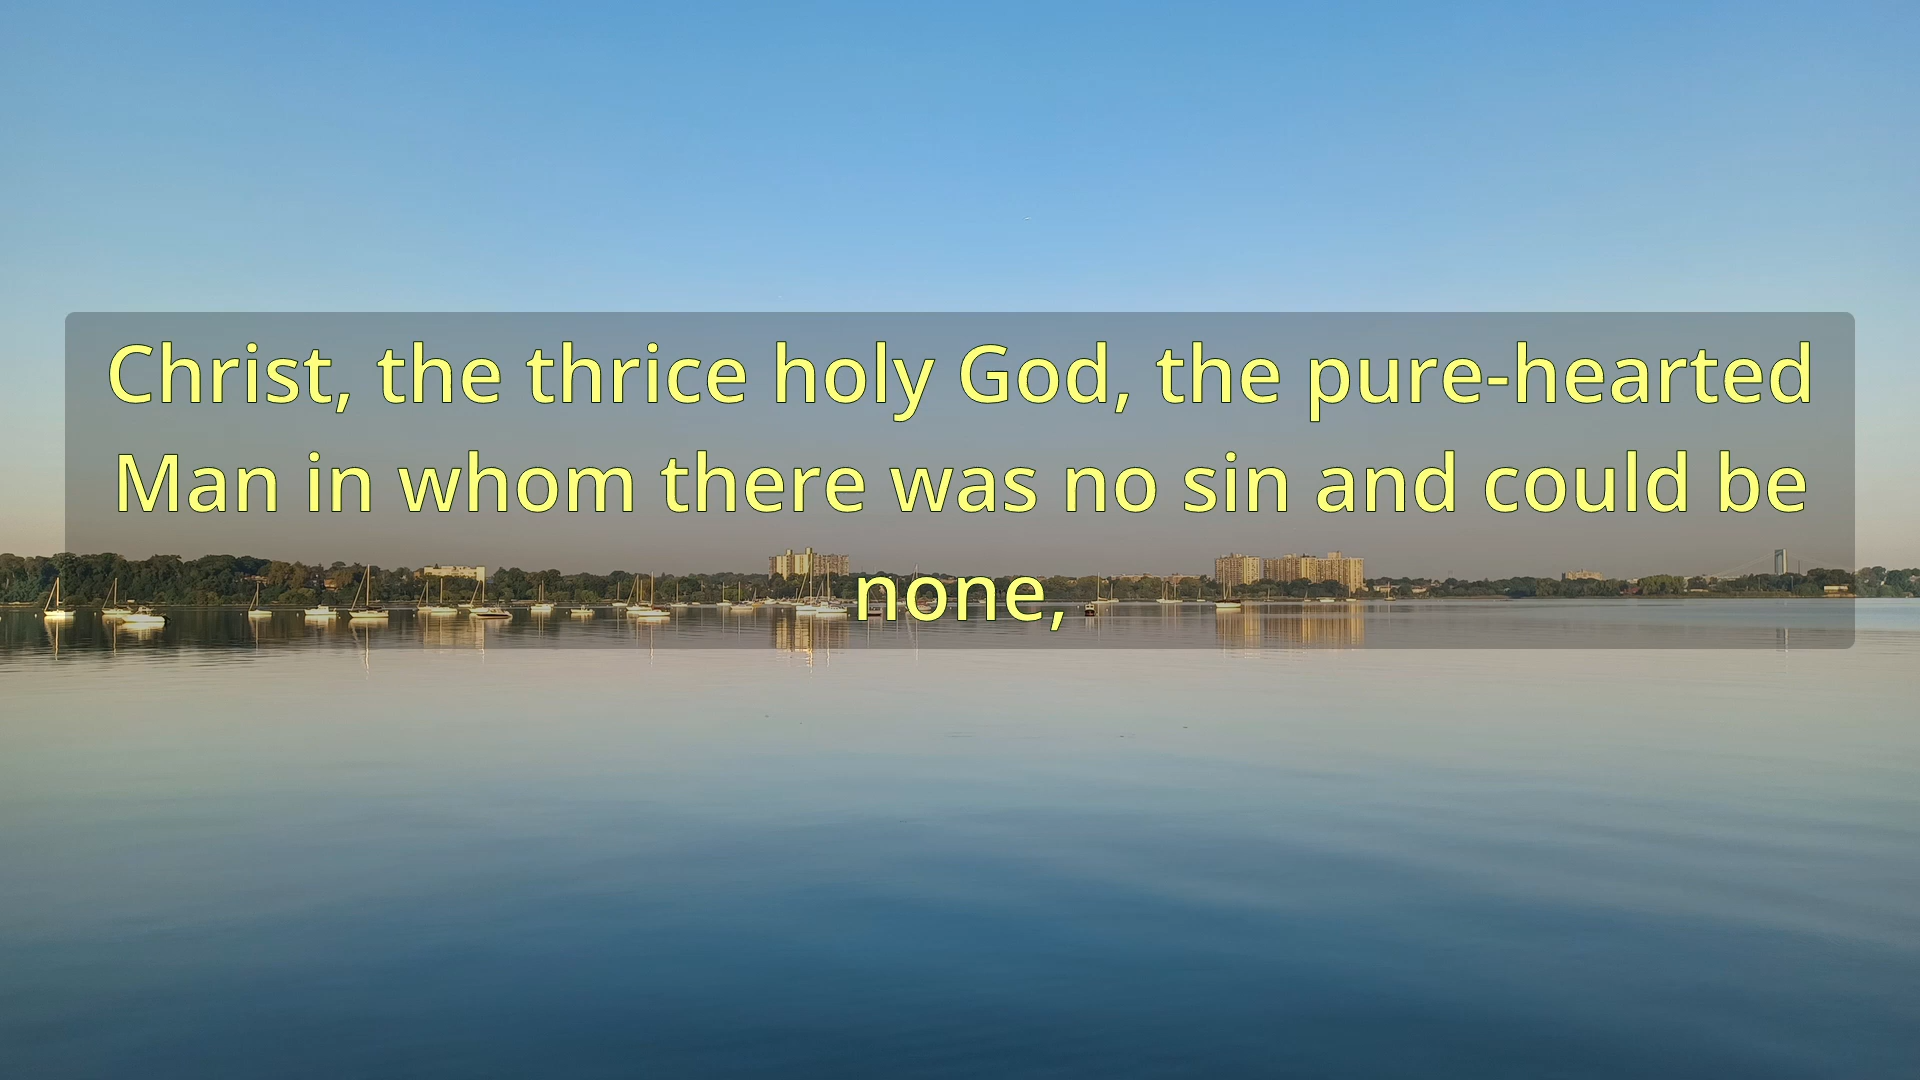 Christ, the thrice holy God, the pure-hearted
Man in whom there was no sin and could be
none,